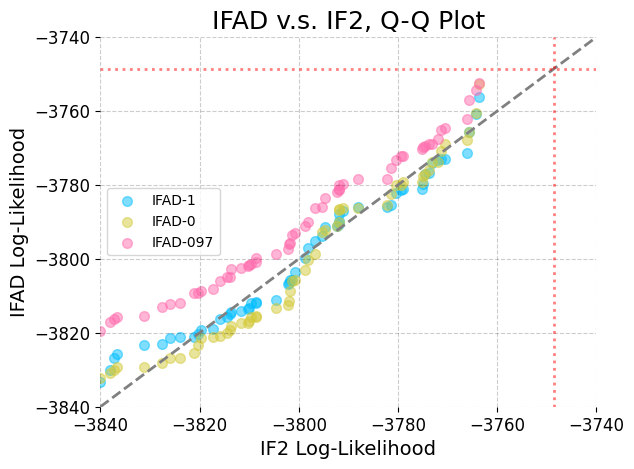 IFAD v.s. IF2, Q-Q Plot
IFAD Log-Likelihood
−3740
−3760
−3780
−3800
−3820
−3840
IFAD-1
IFAD-0
IFAD-097
−3840 −3820 −3800 −3780 −3760 −3740
IF2 Log-Likelihood